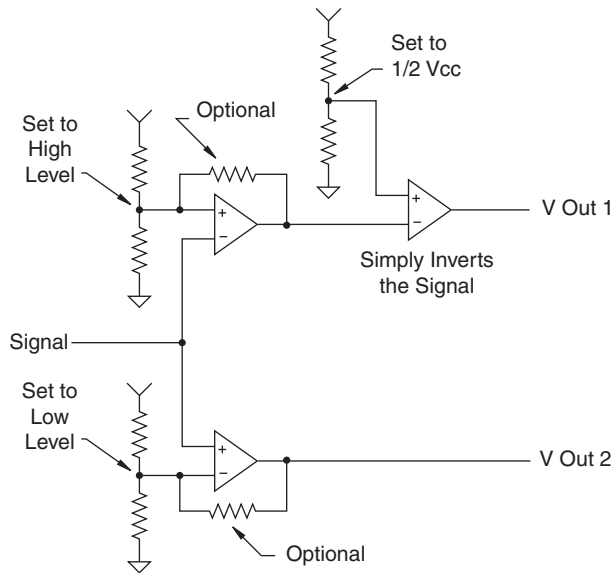 Set to
1/2 Vcc
Optional
Set to
High
Level
+
−
+
−
V Out 1
Simply Inverts
the Signal
Signal
Set to
Low
Level
+
−
V Out 2
Optional